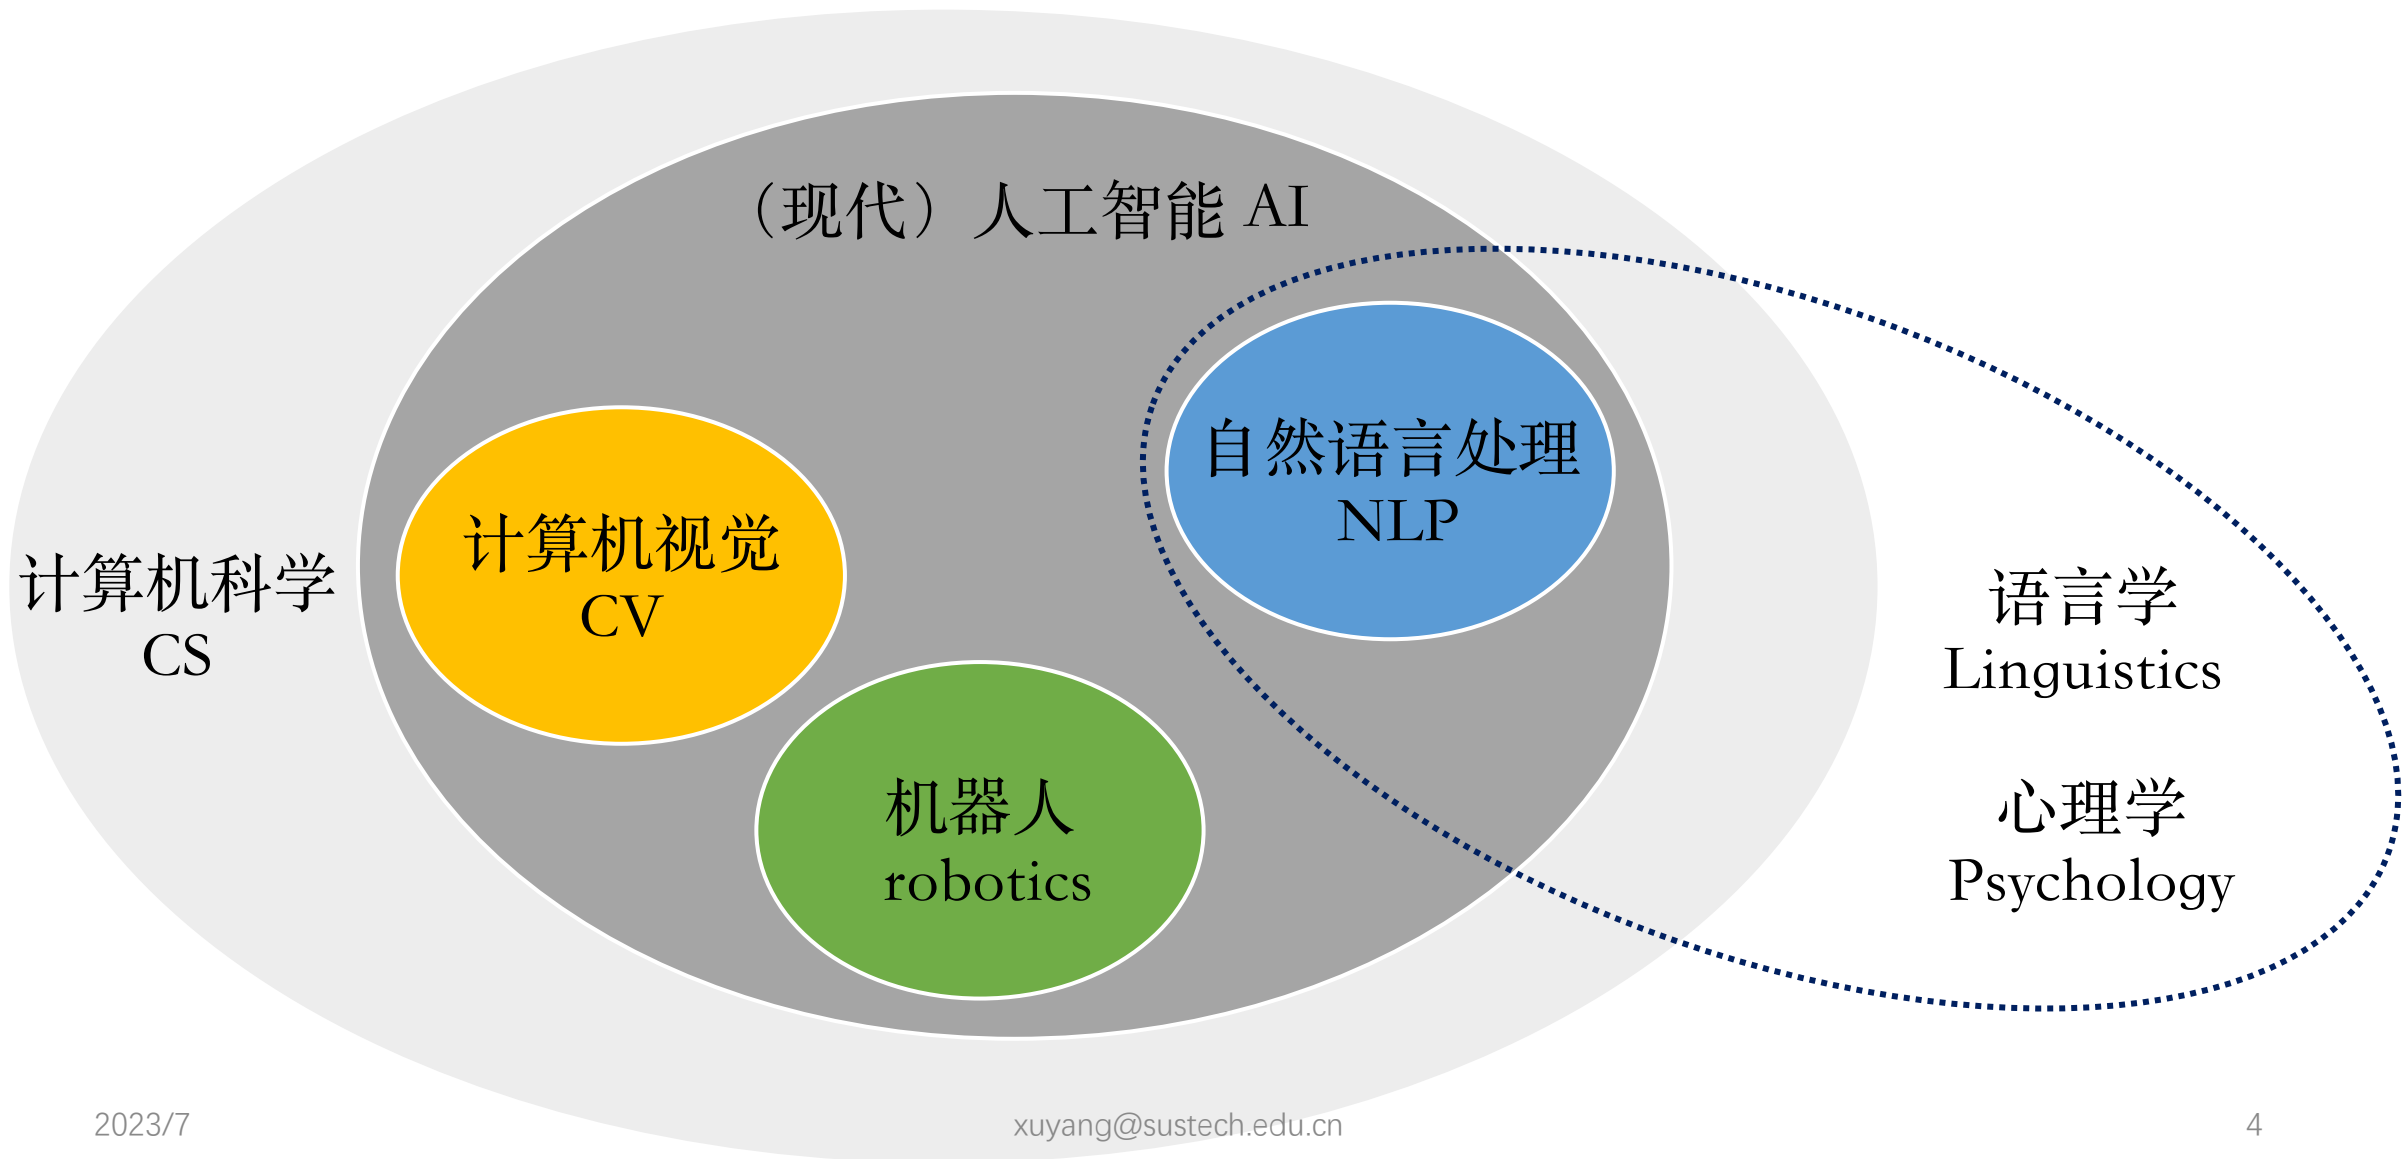 （现代）人工智能 AI
自然语言处理
NLP
计算机视觉
CV
计算机科学
CS
语言学
Linguistics
机器人
robotics
心理学
Psychology
2023/7
xuyang@sustech.edu.cn
4